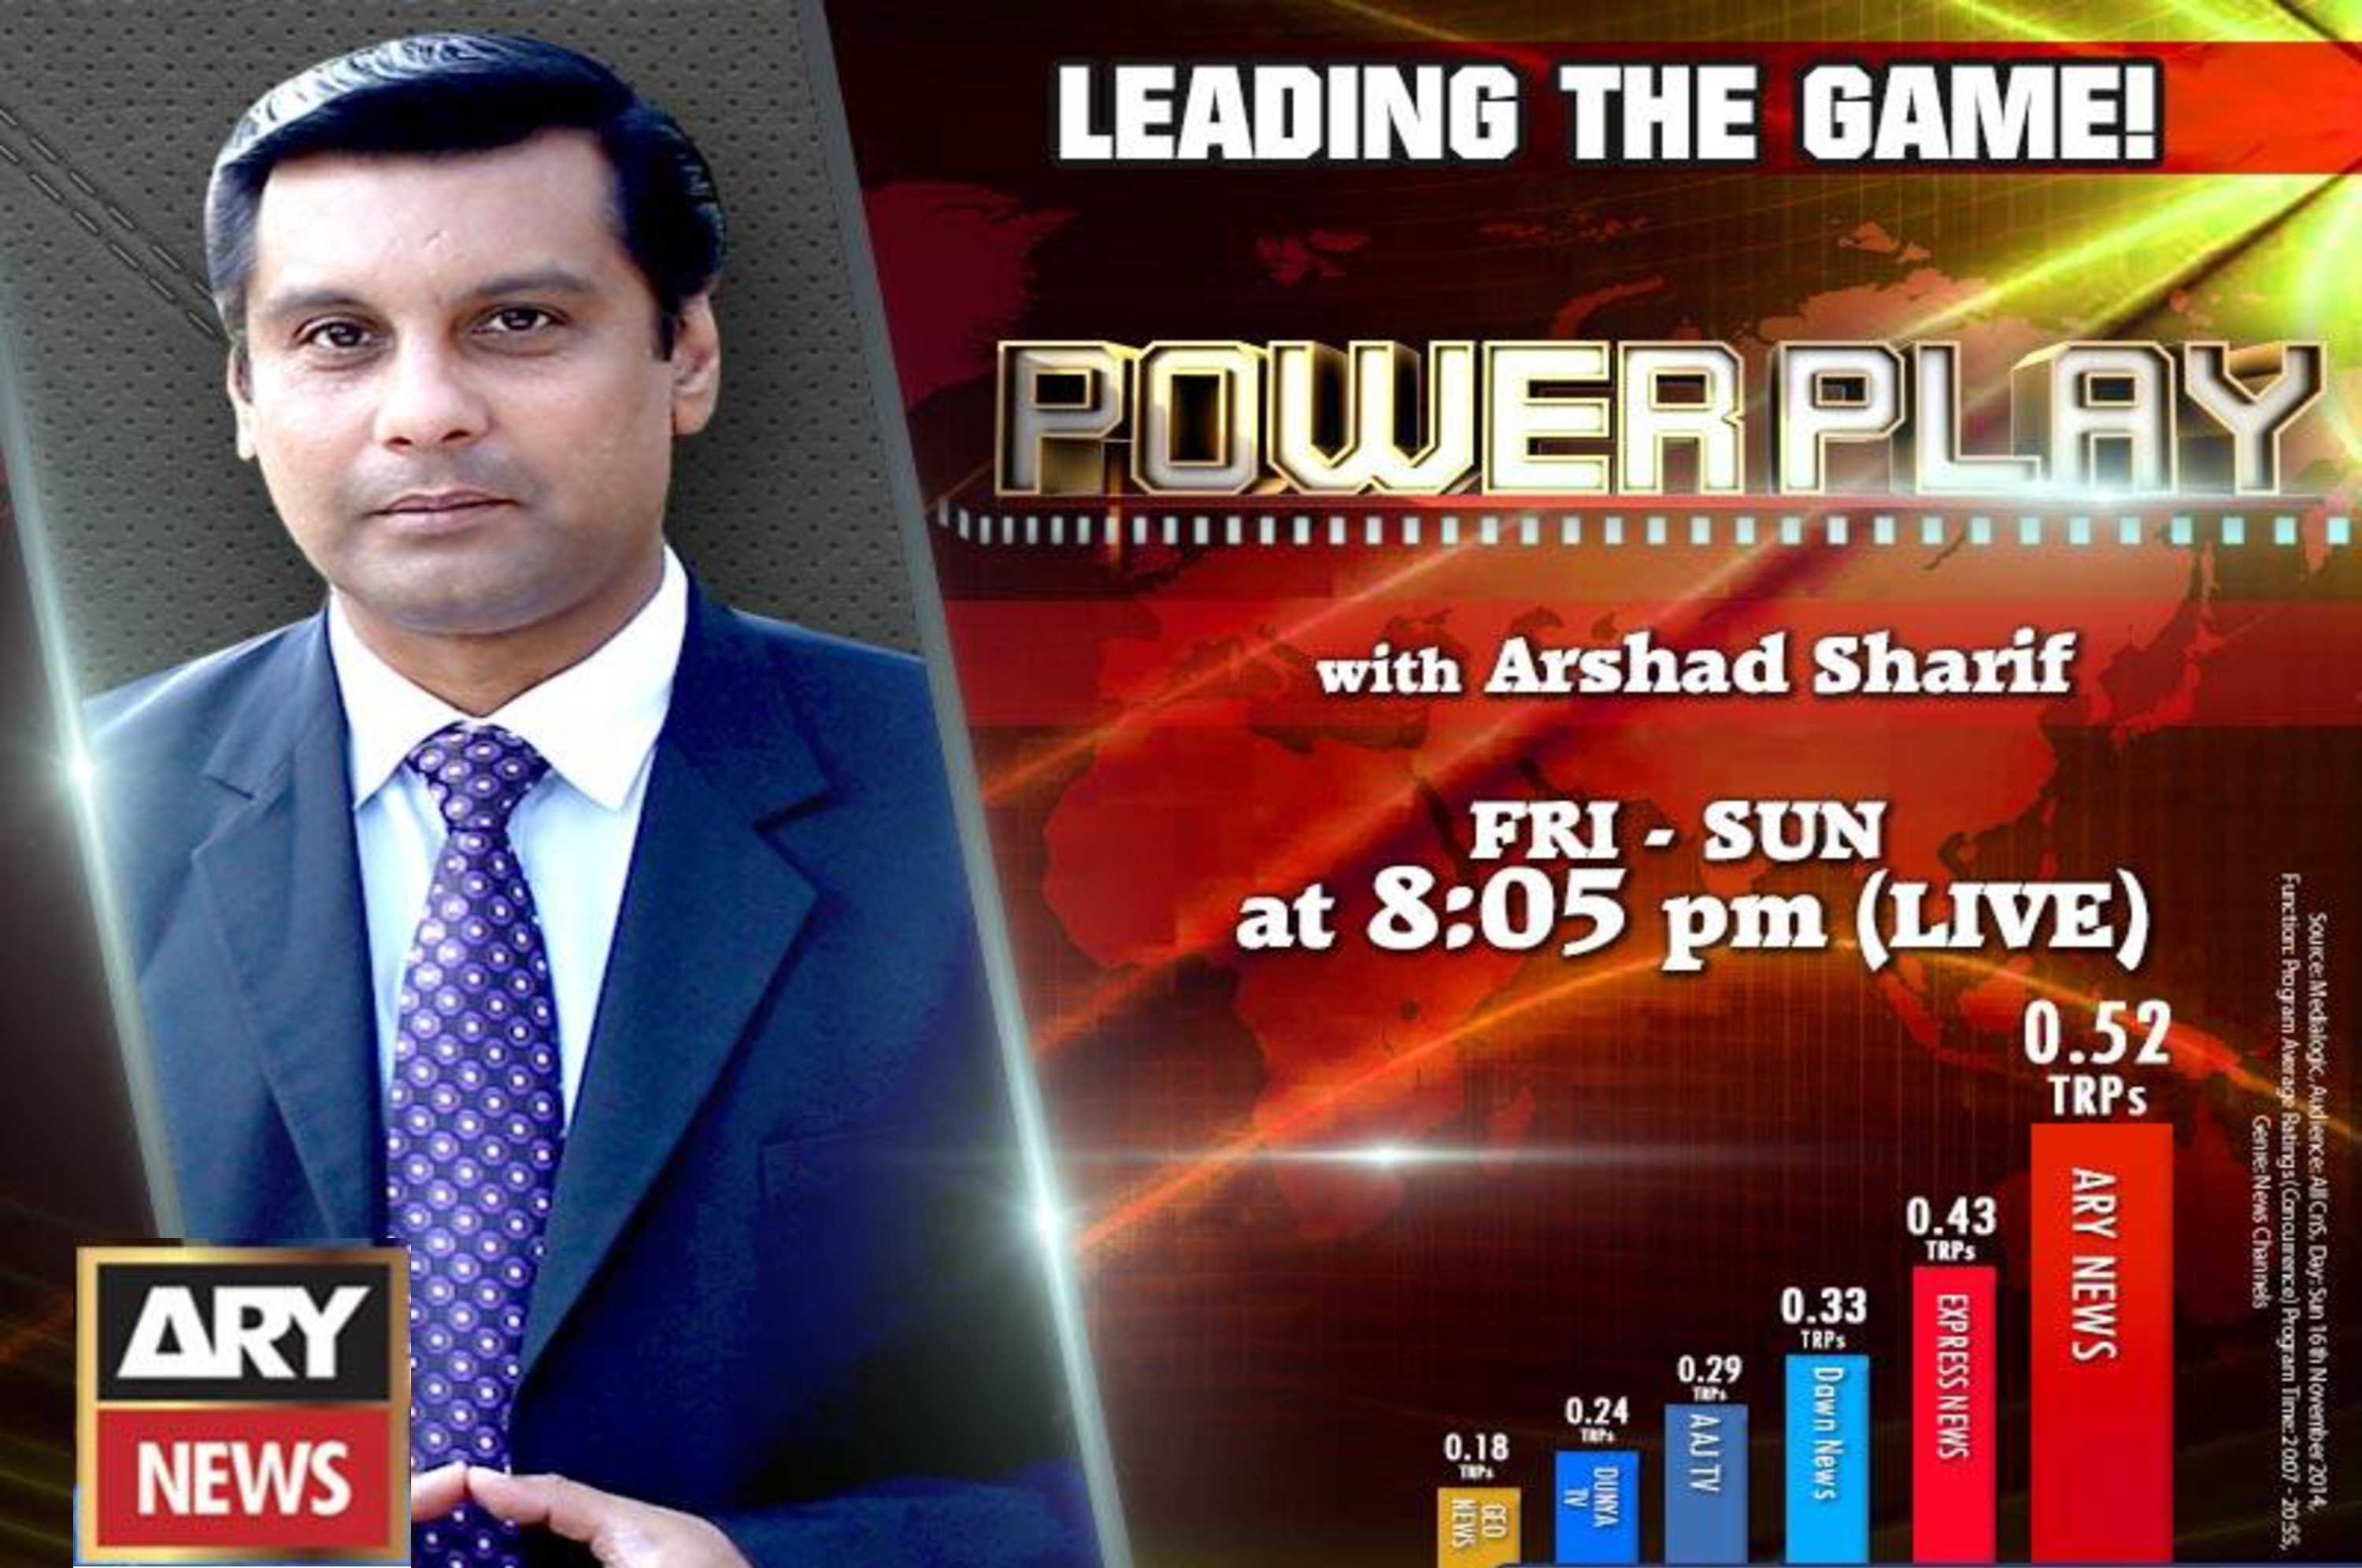 LEADING THE GAME!
POWER PLAY
with Arshad Sharif
FRI - SUN
at 8:05 pm (LIVE)
0.52
TRPs
ARY NEWS
0.43
TRPs
EXPRESS NEWS
0.33
TRPs
Dawn News
0.29
TRPs
AAJ TV
0.24
TRPs
DUNYA
TV
0.18
TRPs
GEO
NEWS
Source: Medialogic, Audience: All CnS, Day: Sun 16 th November 2014,
Function: Program Average Ratings (Concurrence) Program Time: 20:07 - 20:55,
Genre: News Channels
ARY
NEWS